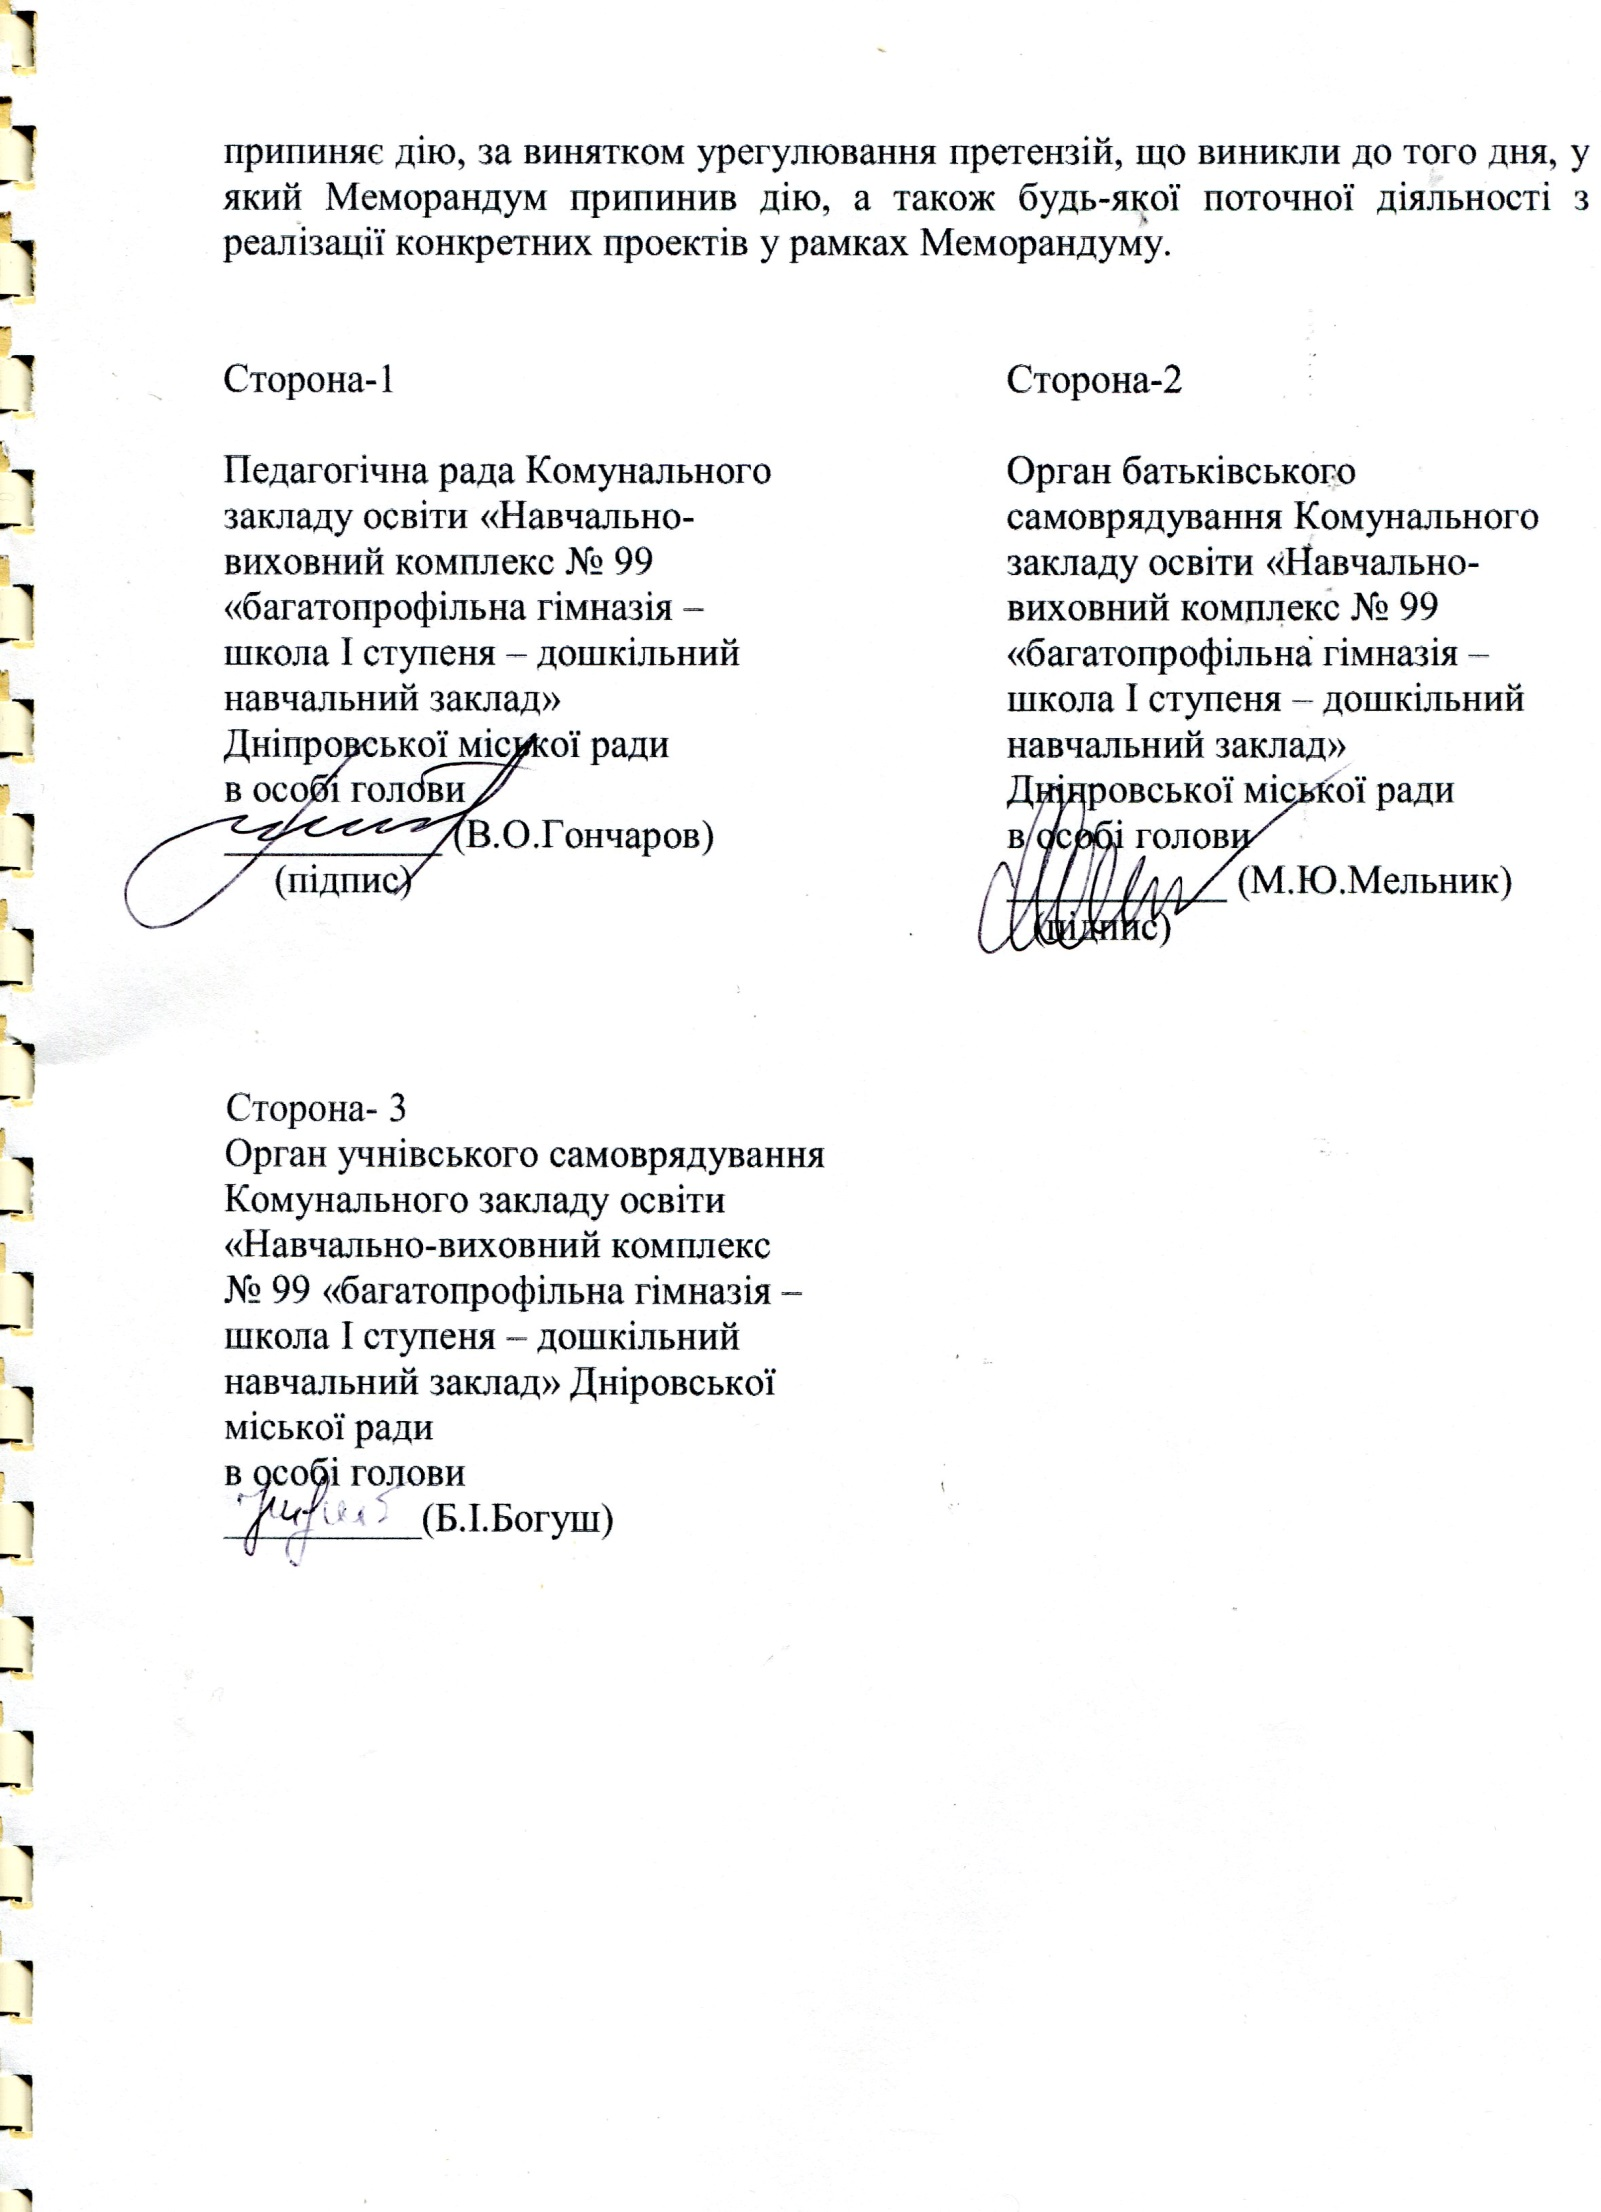 припиняє дію, за винятком урегулювання претензій, що виникли до того дня, у
який Меморандум припинив дію, а також будь-якої поточної діяльності з
реалізації конкретних проектів у рамках Меморандуму.
Сторона-1
Педагогічна рада Комунального
закладу освіти «Навчально-
виховний комплекс № 99
«багатопрофільна гімназія –
школа І ступеня – дошкільний
навчальний заклад»
Дніпровської міської ради
в особі голови
(В.О.Гончаров)
(підпис)
Сторона-2
Орган батьківського
самоврядування Комунального
закладу освіти «Навчально-
виховний комплекс № 99
«багатопрофільна гімназія –
школа І ступеня – дошкільний
навчальний заклад»
Дніпровської міської ради
в особі голови
(М.Ю.Мельник)
(підпис)
Сторона- 3
Орган учнівського самоврядування
Комунального закладу освіти
«Навчально-виховний комплекс
№ 99 «багатопрофільна гімназія –
школа І ступеня – дошкільний
навчальний заклад» Дніровської
міської ради
в особі голови
(Б.І.Богуш)